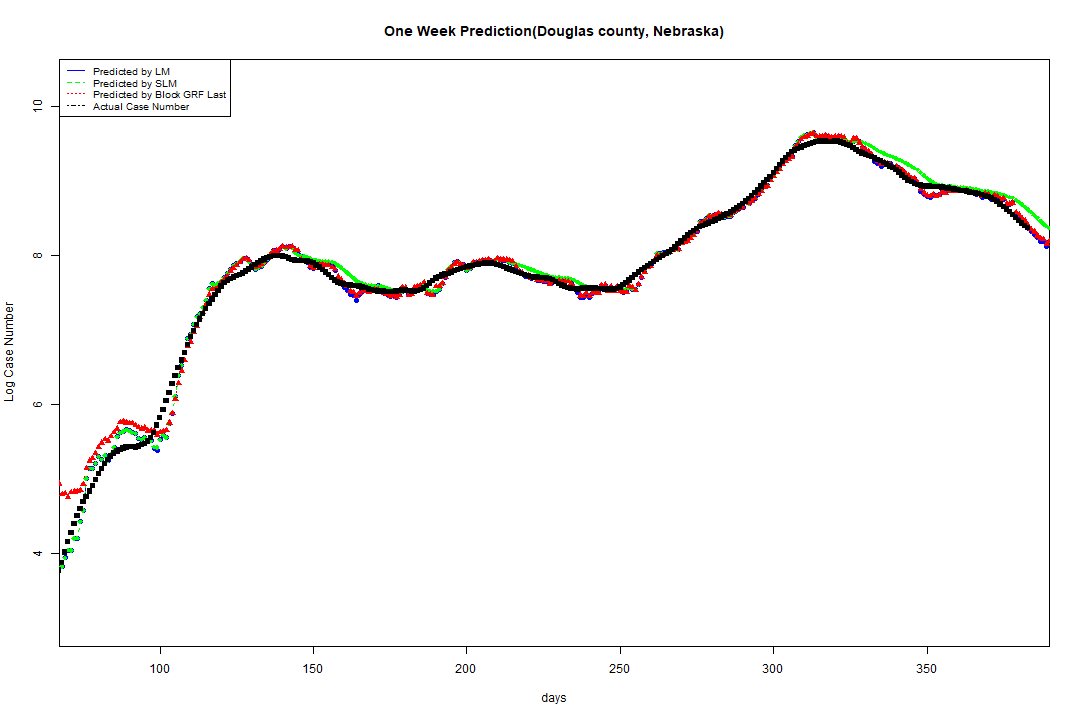 One Week Prediction(Douglas county, Nebraska)
Predicted by LM
Predicted by SLM
Predicted by Block GRF Last
Actual Case Number
10
8
6
4
Log Case Number
100 150 200 250 300 350
days